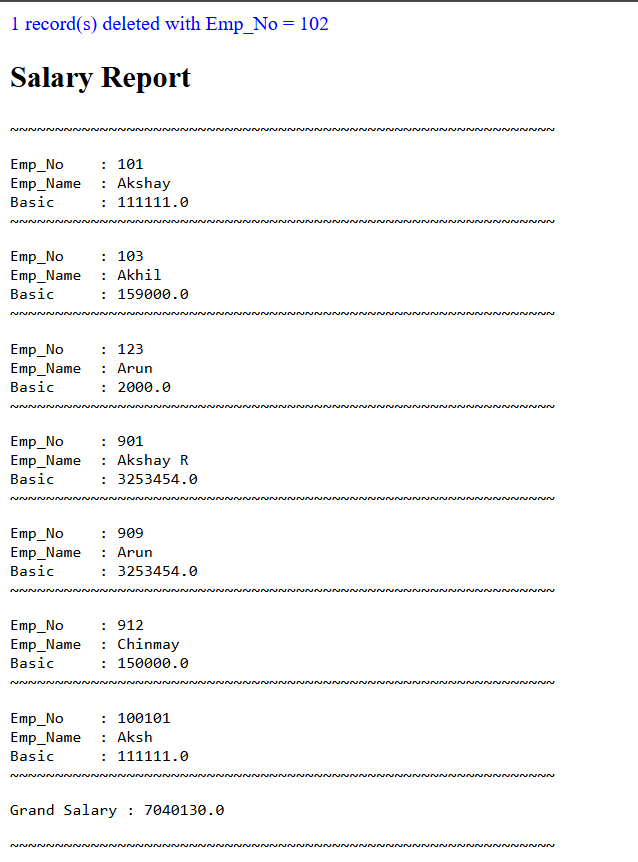 1 record(s) deleted with Emp_No = 102
Salary Report
~~~~~~~~~~~~~~~~~~~~~~~~~~~~~~~~~~~~~~~~~~~~~~~~~~~~~~~~~~~~~
Emp_No    : 101
Emp_Name  : Akshay
Basic     : 111111.0
~~~~~~~~~~~~~~~~~~~~~~~~~~~~~~~~~~~~~~~~~~~~~~~~~~~~~~~~~~~~~
Emp_No    : 103
Emp_Name  : Akhil
Basic     : 159000.0
~~~~~~~~~~~~~~~~~~~~~~~~~~~~~~~~~~~~~~~~~~~~~~~~~~~~~~~~~~~~~
Emp_No    : 123
Emp_Name  : Arun
Basic     : 2000.0
~~~~~~~~~~~~~~~~~~~~~~~~~~~~~~~~~~~~~~~~~~~~~~~~~~~~~~~~~~~~~
Emp_No    : 901
Emp_Name  : Akshay R
Basic     : 3253454.0
~~~~~~~~~~~~~~~~~~~~~~~~~~~~~~~~~~~~~~~~~~~~~~~~~~~~~~~~~~~~~
Emp_No    : 909
Emp_Name  : Arun
Basic     : 3253454.0
~~~~~~~~~~~~~~~~~~~~~~~~~~~~~~~~~~~~~~~~~~~~~~~~~~~~~~~~~~~~~
Emp_No    : 912
Emp_Name  : Chinmay
Basic     : 150000.0
~~~~~~~~~~~~~~~~~~~~~~~~~~~~~~~~~~~~~~~~~~~~~~~~~~~~~~~~~~~~~
Emp_No    : 100101
Emp_Name  : Aksh
Basic     : 111111.0
~~~~~~~~~~~~~~~~~~~~~~~~~~~~~~~~~~~~~~~~~~~~~~~~~~~~~~~~~~~~~
Grand Salary : 7040130.0
~~~~~~~~~~~~~~~~~~~~~~~~~~~~~~~~~~~~~~~~~~~~~~~~~~~~~~~~~~~~~